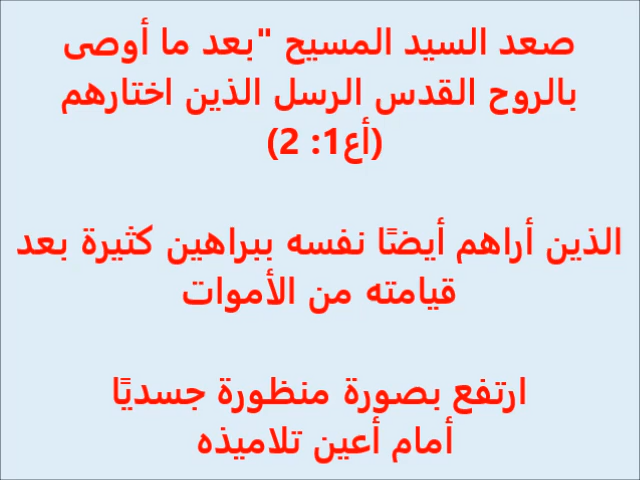 صعد السيد المسيح "بعد ما أوصى
بالروح القدس الرسل الذين اختارهم
(أع1: 2)
الذين أراهم أيضًا نفسه ببراهين كثيرة بعد
قيامته من الأموات
ارتفع بصورة منظورة جسديًا
أمام أعين تلاميذه